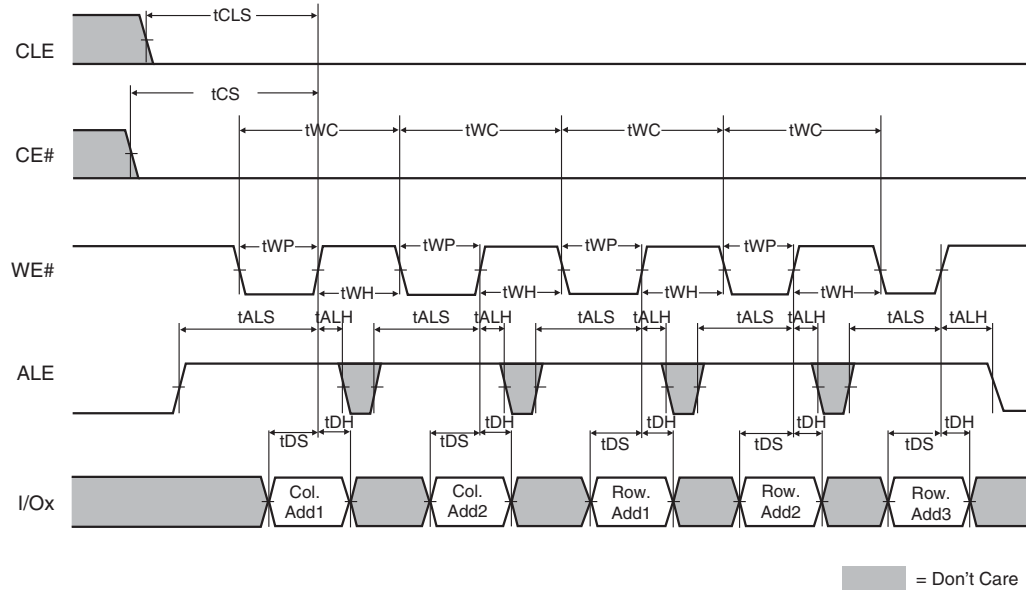 tCLS
CLE
tCS
tWC tWC tWC tWC
CE#
tWP tWP tWP tWP
WE#
tWH tWH tWH tWH
tALS tALH tALS tALH tALS tALH tALS tALH tALS tALH
ALE
tDH tDH tDH tDH tDH
tDS tDS tDS tDS tDS
I/Ox
Col.
Add1
Col.
Add2
Row.
Add1
Row.
Add2
Row.
Add3
= Don't Care